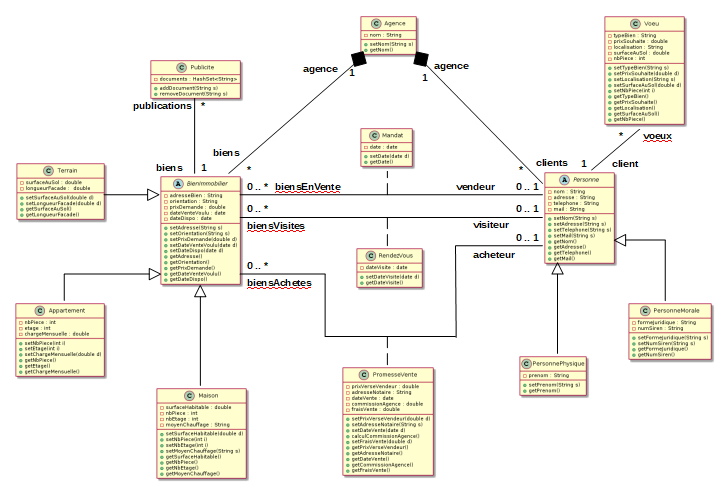 C Agence
nom : String
setNom(String s)
getNom()
C Voeu
typeBien : String
prixSouhaite : double
localisation : String
surfaceAuSol : double
nbPiece : int
setTypeBien(String s)
setPrixSouhaite(double d)
setLocalisation(String s)
setSurfaceAuSol(double d)
setNbPiece(int i)
getTypeBien()
getPrixSouhaite()
getLocalisation()
getSurfaceAuSol()
getNbPiece()
C Publicite
documents : HashSet<String>
addDocument(String s)
removeDocument(String s)
agence
1
agence
1
publications *
C Mandat
date : date
setDate(date d)
getDate()
biens
*
voeux
biens 1
*
clients
1
client
C Terrain
surfaceAuSol : double
longueurfacade : double
setSurfaceAuSol(double d)
setLongueurFacade(double d)
getSurfaceAuSol()
getLongueurFacade()
A BienImmobilier
adresseBien : String
orientation : String
prixDemande : double
dateVenteVoulu : date
dateDispo : date
setAdresse(String s)
setOrientation(String s)
setPrixDemande(double d)
setDateVenteVoulu(date d)
setDateDispo(date d)
getAdresse()
getOrientation()
getPrixDemande()
getDateVenteVoulu()
getDateDispo()
0 .. * biensEnVente
vendeur 0 .. 1
0 .. *
biensVisites
0 .. 1
visiteur
0 .. 1
acheteur
0 .. *
biensAchetes
A Personne
nom : String
adresse : String
telephone : String
mail : String
setNom(String s)
setAdresse(String s)
setTelephone(String s)
setMail(String s)
getNom()
getAdresse()
getTelephone()
getMail()
C RendezVous
dateVisite : date
setDateVisite(date d)
getDateVisite()
C Appartement
nbPiece : int
etage : int
chargeMensuelle : double
setNbPiece(int i)
setEtage(int i)
setChargeMensuelle(double d)
getNbPiece()
getEtage()
getChargeMensuelle()
C PersonneMorale
formeJuridique : String
numSiren : String
setFormeJuridique(String s)
setNumSiren(String s)
getFormeJuridique()
getNumSiren()
C PersonnePhysique
prenom : String
setPrenom(String s)
getPrenom()
C Maison
surfaceHabitable : double
nbPiece : int
nbEtage : int
moyenChauffage : String
setSurfaceHabitable(double d)
setNbPiece(int i)
setNbEtage(int i)
setMoyenChauffage(String s)
getSurfaceHabitable()
getNbPiece()
getNbEtage()
getMoyenChauffage()
C PromesseVente
prixVerseVendeur : double
adresseNotaire : String
dateVente : date
commissionAgence : double
fraisVente : double
setPrixVerseVendeur(double d)
setAdresseNotaire(String s)
setDateVente(date d)
calculCommissionAgence()
setFraisVente(double d)
getPrixVerseVendeur()
getAdresseNotaire()
getDateVente()
getCommissionAgence()
getFraisVente()